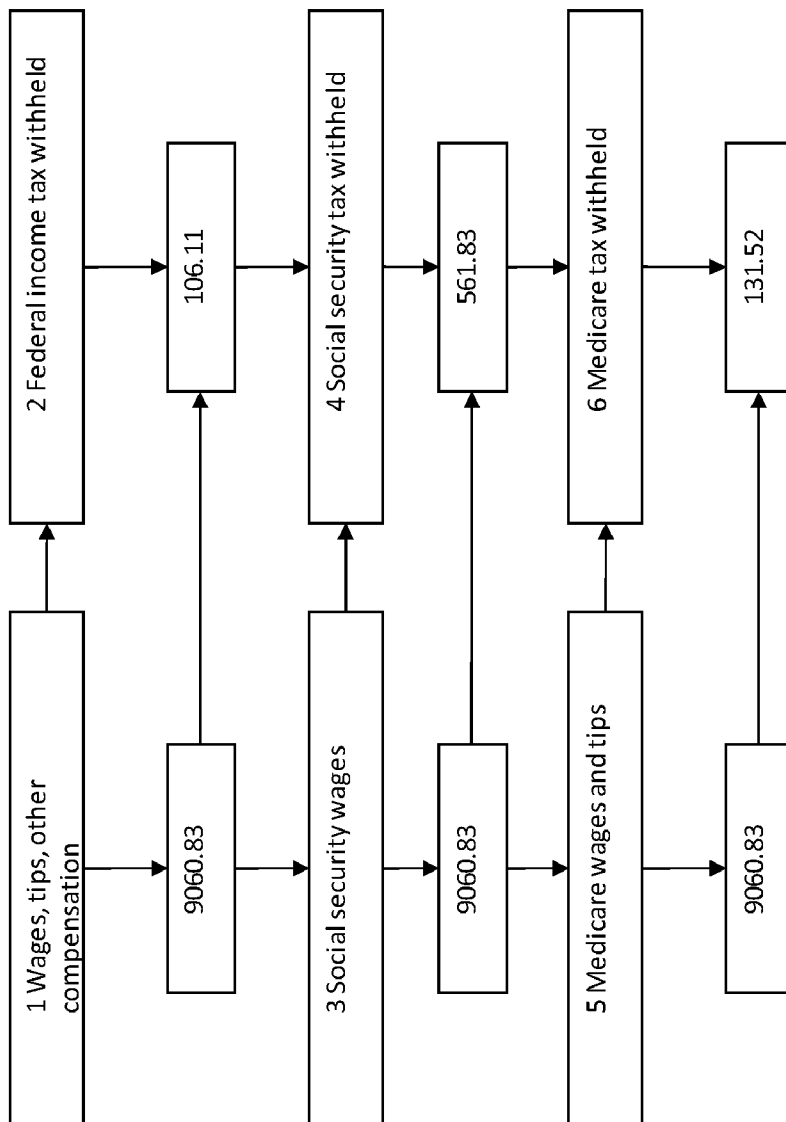 1 Wages, tips, other
compensation
2 Federal income tax withheld
9060.83
106.11
3 Social security wages
4 Social security tax withheld
9060.83
561.83
5 Medicare wages and tips
6 Medicare tax withheld
9060.83
131.52